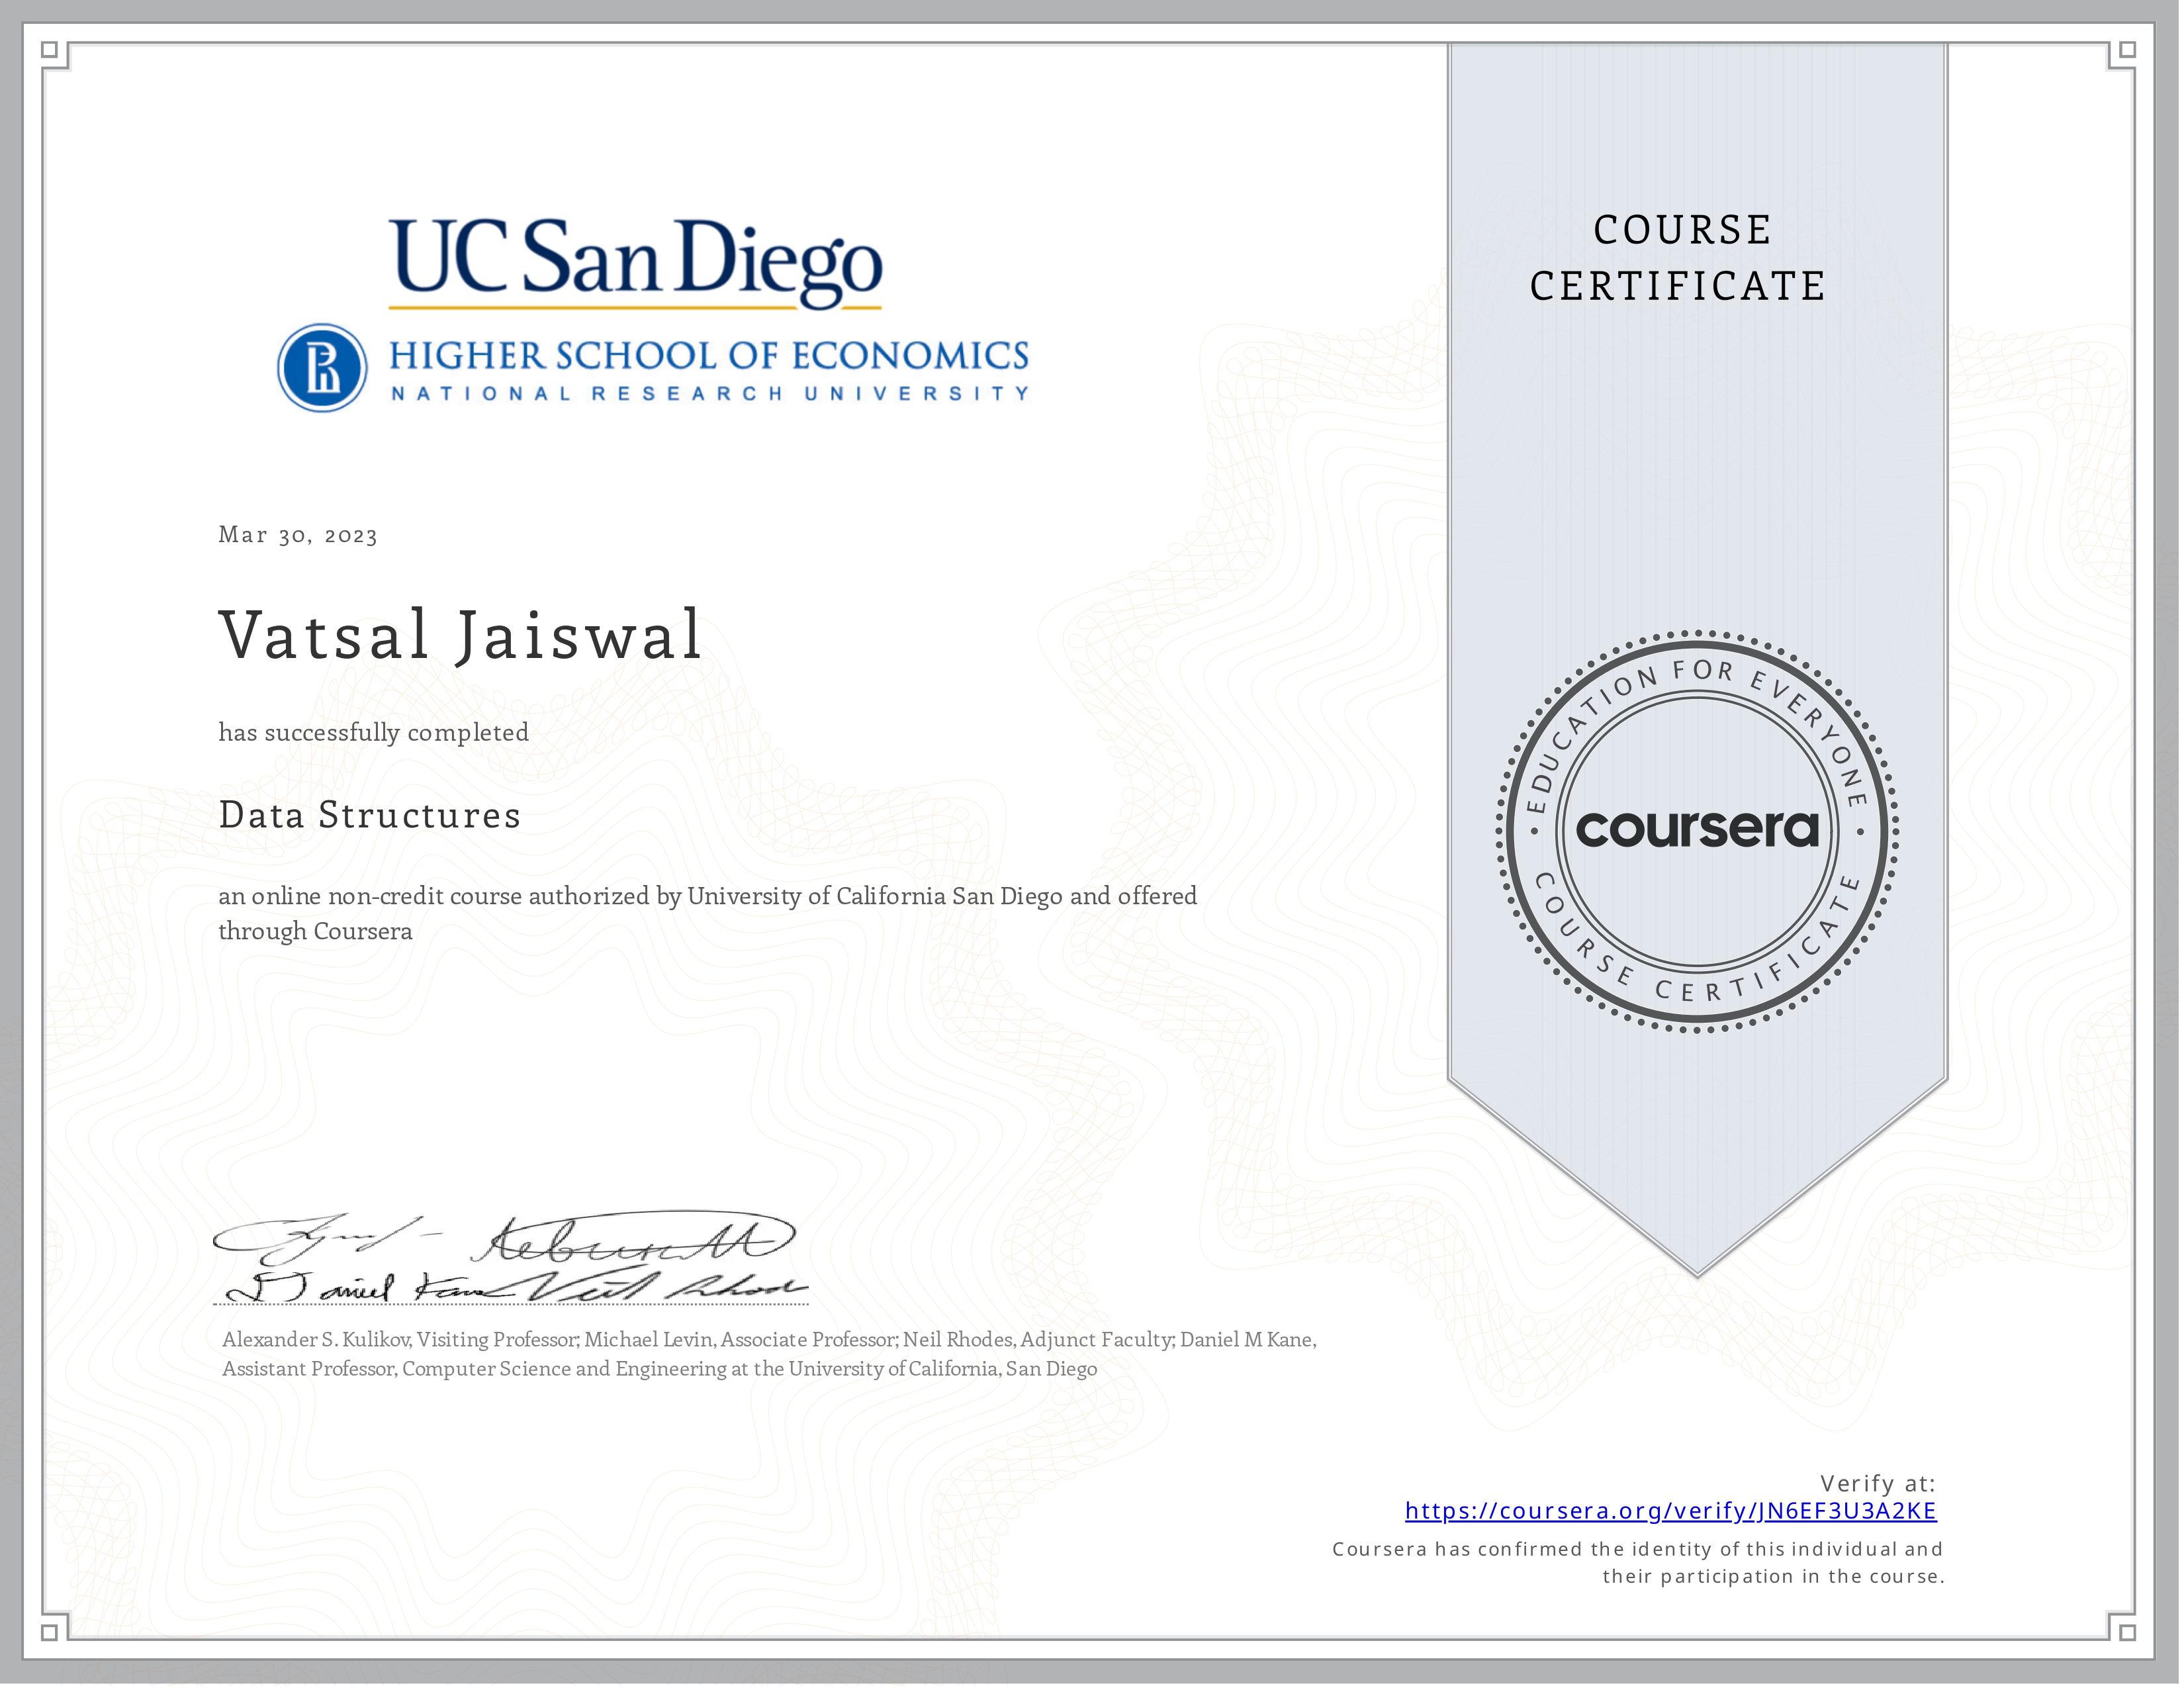 UC San Diego
HIGHER SCHOOL OF ECONOMICS
NATIONAL RESEARCH UNIVERSITY
COURSE
CERTIFICATE
Mar 30, 2023
Vatsal Jaiswal
has successfully completed
Data Structures
an online non-credit course authorized by University of California San Diego and offered
through Coursera
EDUCATION FOR EVERYONE
coursera
COURSE CERTIFICATE
Daniel Kane Neil Rhodes
Alexander S. Kulikov, Visiting Professor; Michael Levin, Associate Professor; Neil Rhodes, Adjunct Faculty; Daniel M Kane,
Assistant Professor, Computer Science and Engineering at the University of California, San Diego
Verify at:
https://coursera.org/verify/JN6EF3U3A2KE
Coursera has confirmed the identity of this individual and
their participation in the course.